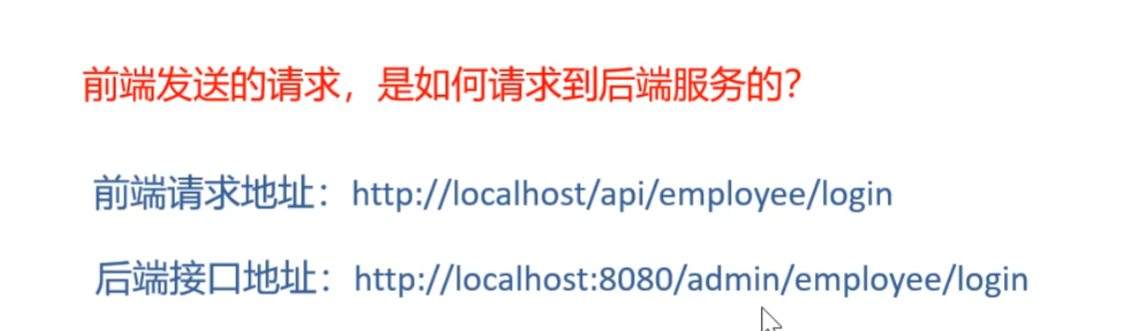 前端发送的请求，是如何请求到后端服务的？
前端请求地址：http://localhost/api/employee/login
后端接口地址：http://localhost:8080/admin/employee/login